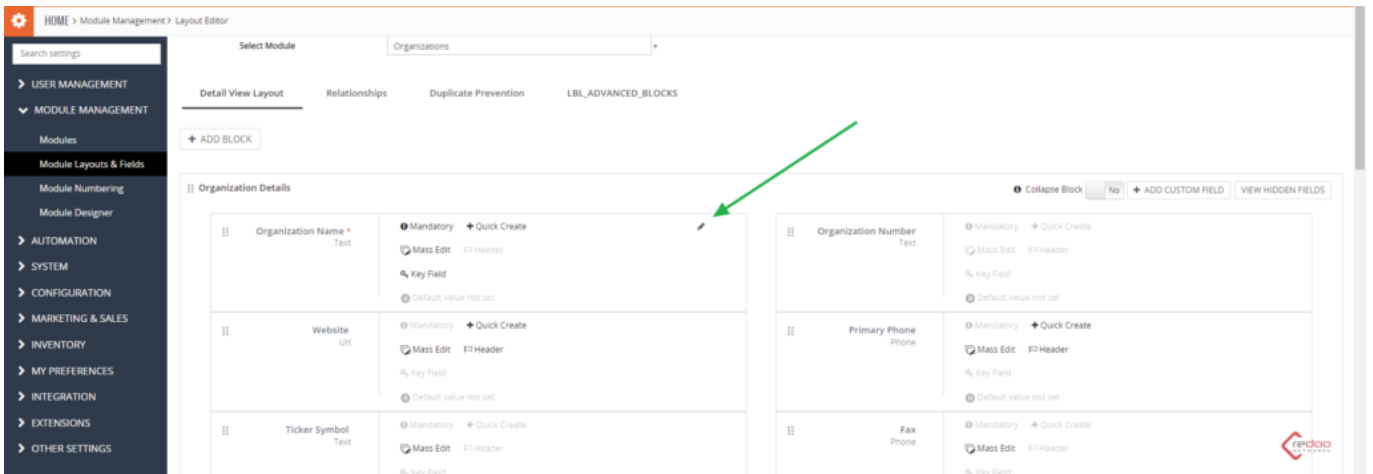 HOME > Module Management > Layout Editor
Search settings
USER MANAGEMENT
MODULE MANAGEMENT
Modules
Module Layouts & Fields
Module Numbering
Module Designer
AUTOMATION
SYSTEM
CONFIGURATION
MARKETING & SALES
INVENTORY
MY PREFERENCES
INTEGRATION
EXTENSIONS
OTHER SETTINGS
Select Module Organizations
Detail View Layout Relationships Duplicate Prevention LBL_ADVANCED_BLOCKS
+ ADD BLOCK
Organization Details Collapse Block No + ADD CUSTOM FIELD VIEW HIDDEN FIELDS
Organization Name *
Text
Mandatory + Quick Create
Mass Edit Header
Key Field
Default value not set
Organization Number
Text
Mandatory + Quick Create
Mass Edit Header
Key Field
Default value not set
Website
Url
Mandatory + Quick Create
Mass Edit Header
Key Field
Default value not set
Primary Phone
Phone
Mandatory + Quick Create
Mass Edit Header
Key Field
Default value not set
Ticker Symbol
Text
Mandatory + Quick Create
Mass Edit Header
Key Field
Fax
Phone
Mandatory + Quick Create
Mass Edit Header
Key Field
redoo
NETWORKS